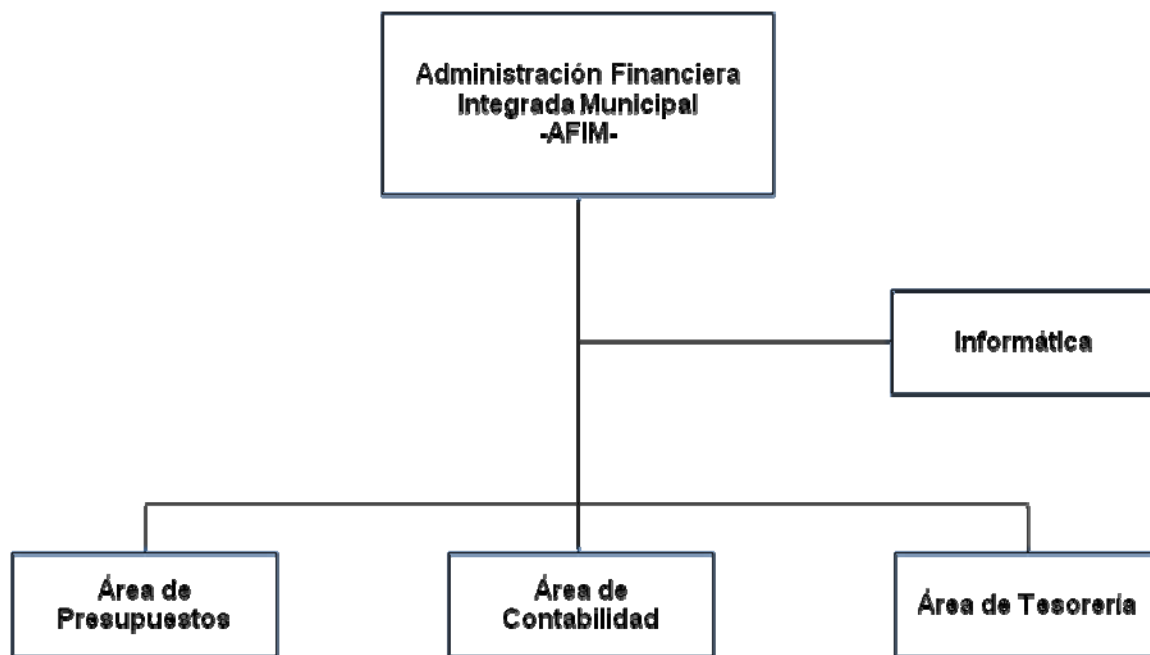 Administración Financiera
Integrada Municipal
-AFIM-
Informática
Área de
Presupuestos
Área de
Contabilidad
Área de Tesorería